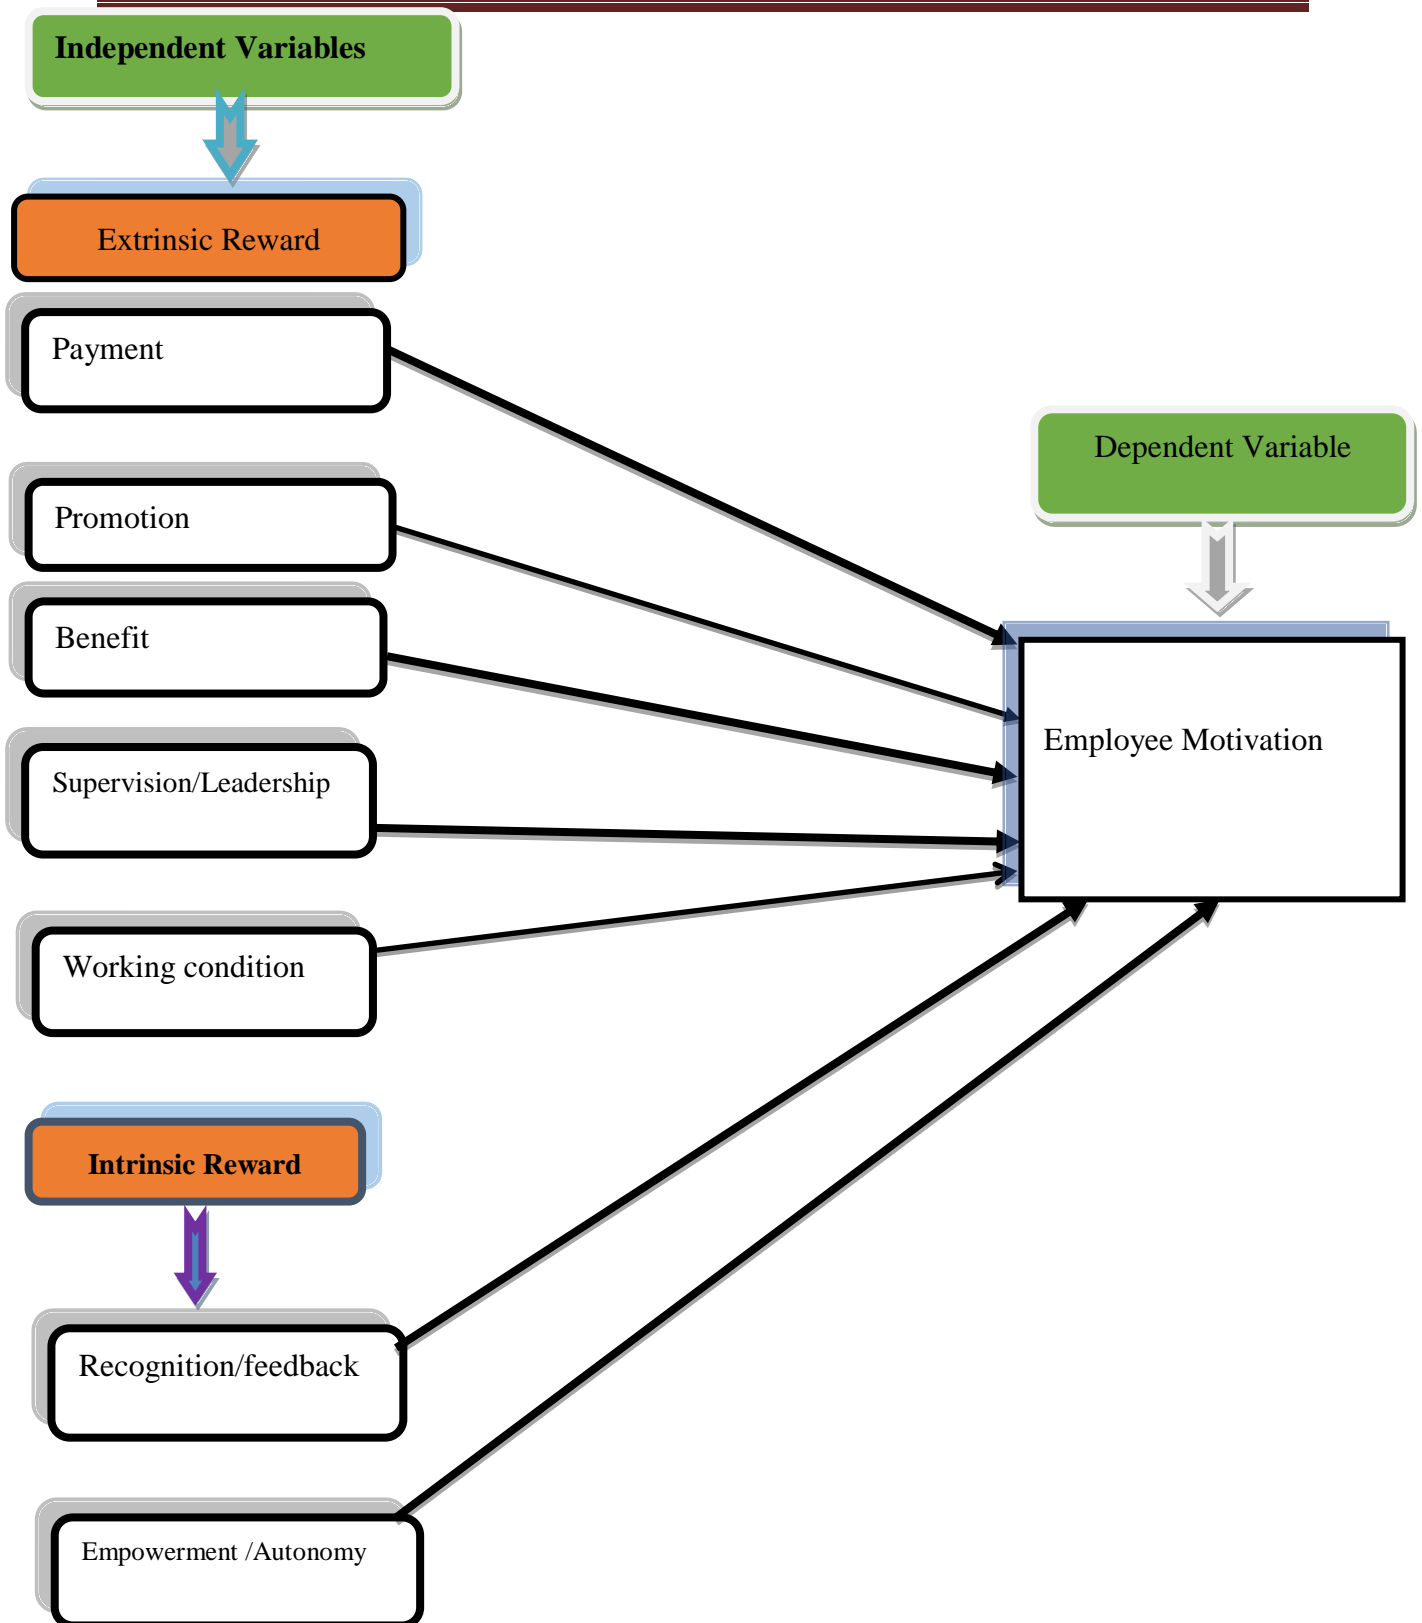 Independent Variables
Extrinsic Reward
Payment
Promotion
Benefit
Supervision/Leadership
Working condition
Intrinsic Reward
Recognition/feedback
Empowerment /Autonomy
Dependent Variable
Employee Motivation